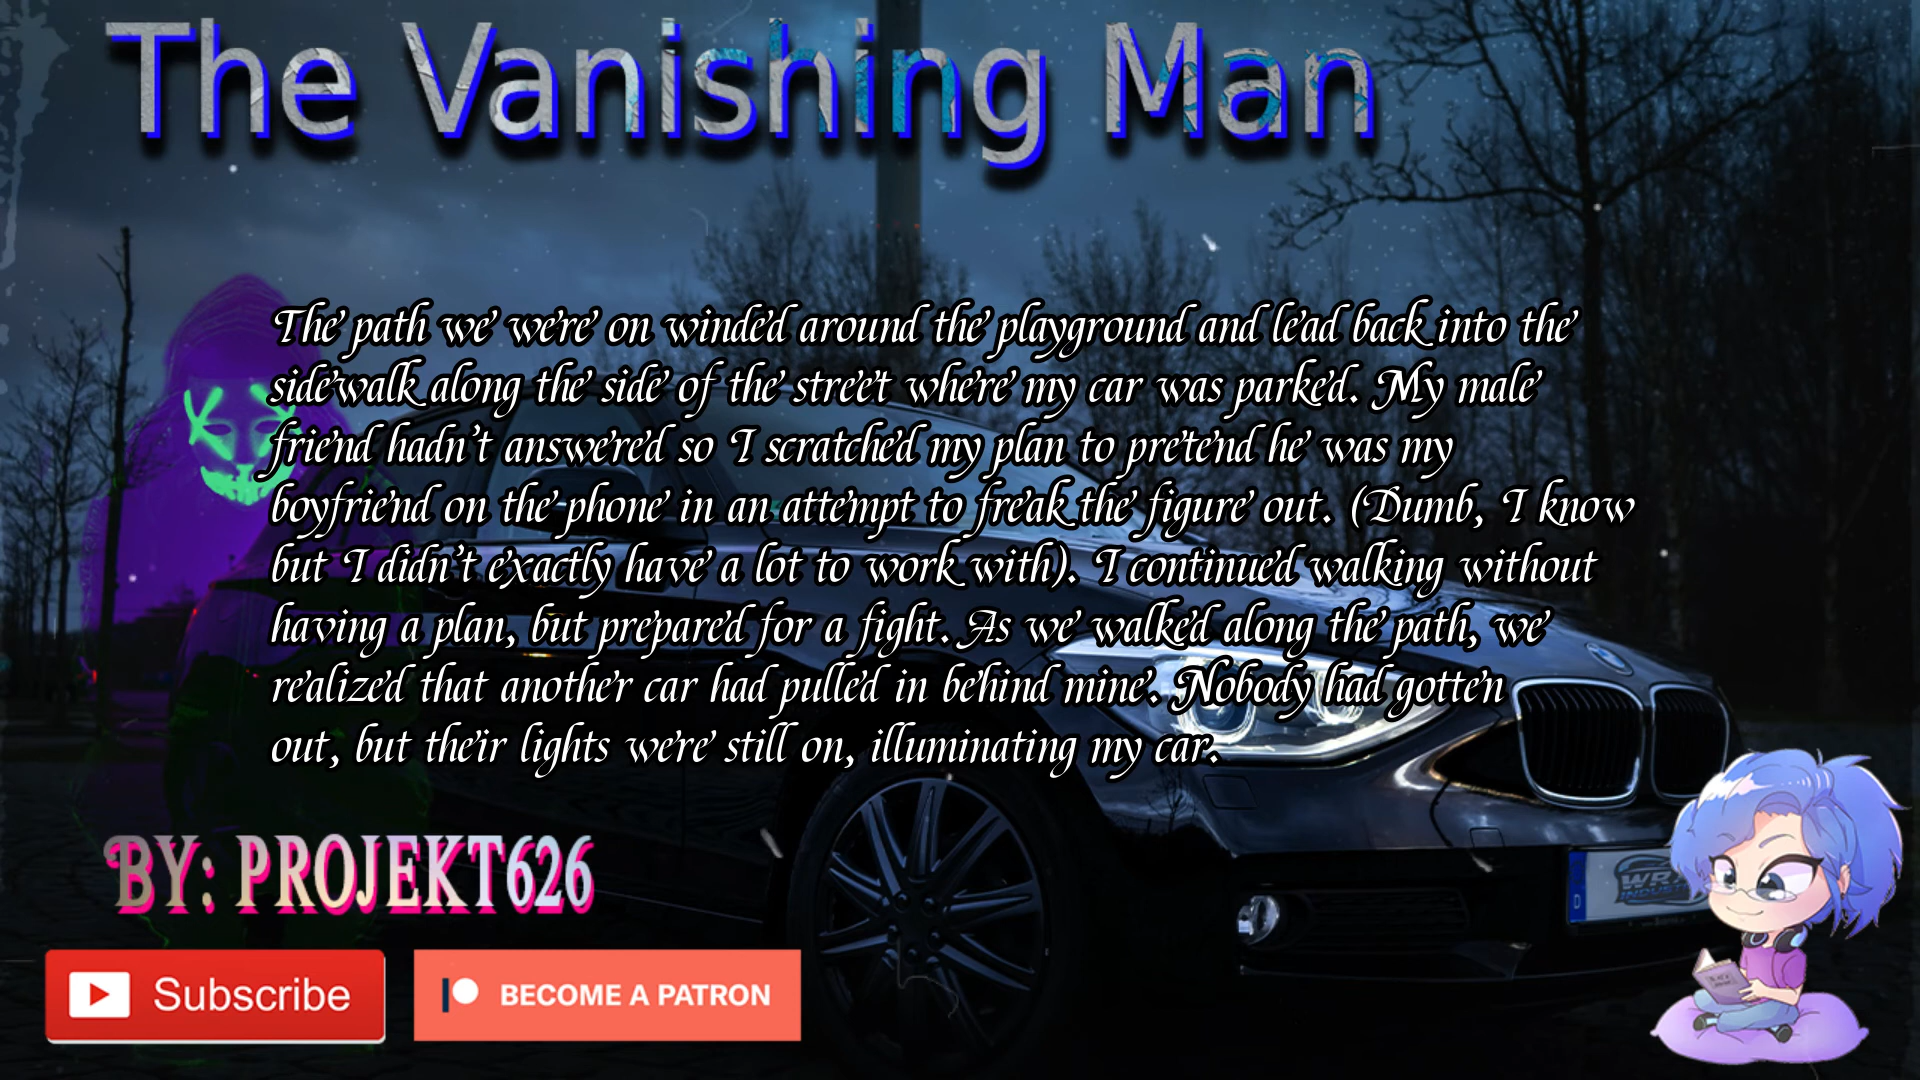 The Vanishing Man
The path we were on winded around the playground and lead back into the
sidewalk along the side of the street where my car was parked. My male
friend hadn't answered so I scratched my plan to pretend he was my
boyfriend on the phone in an attempt to freak the figure out. (Dumb, I know
but I didn't exactly have a lot to work with). I continued walking without
having a plan, but prepared for a fight. As we walked along the path, we
realized that another car had pulled in behind mine. Nobody had gotten
out, but their lights were still on, illuminating my car.
BY: PROJEKT626
Subscribe
BECOME A PATRON